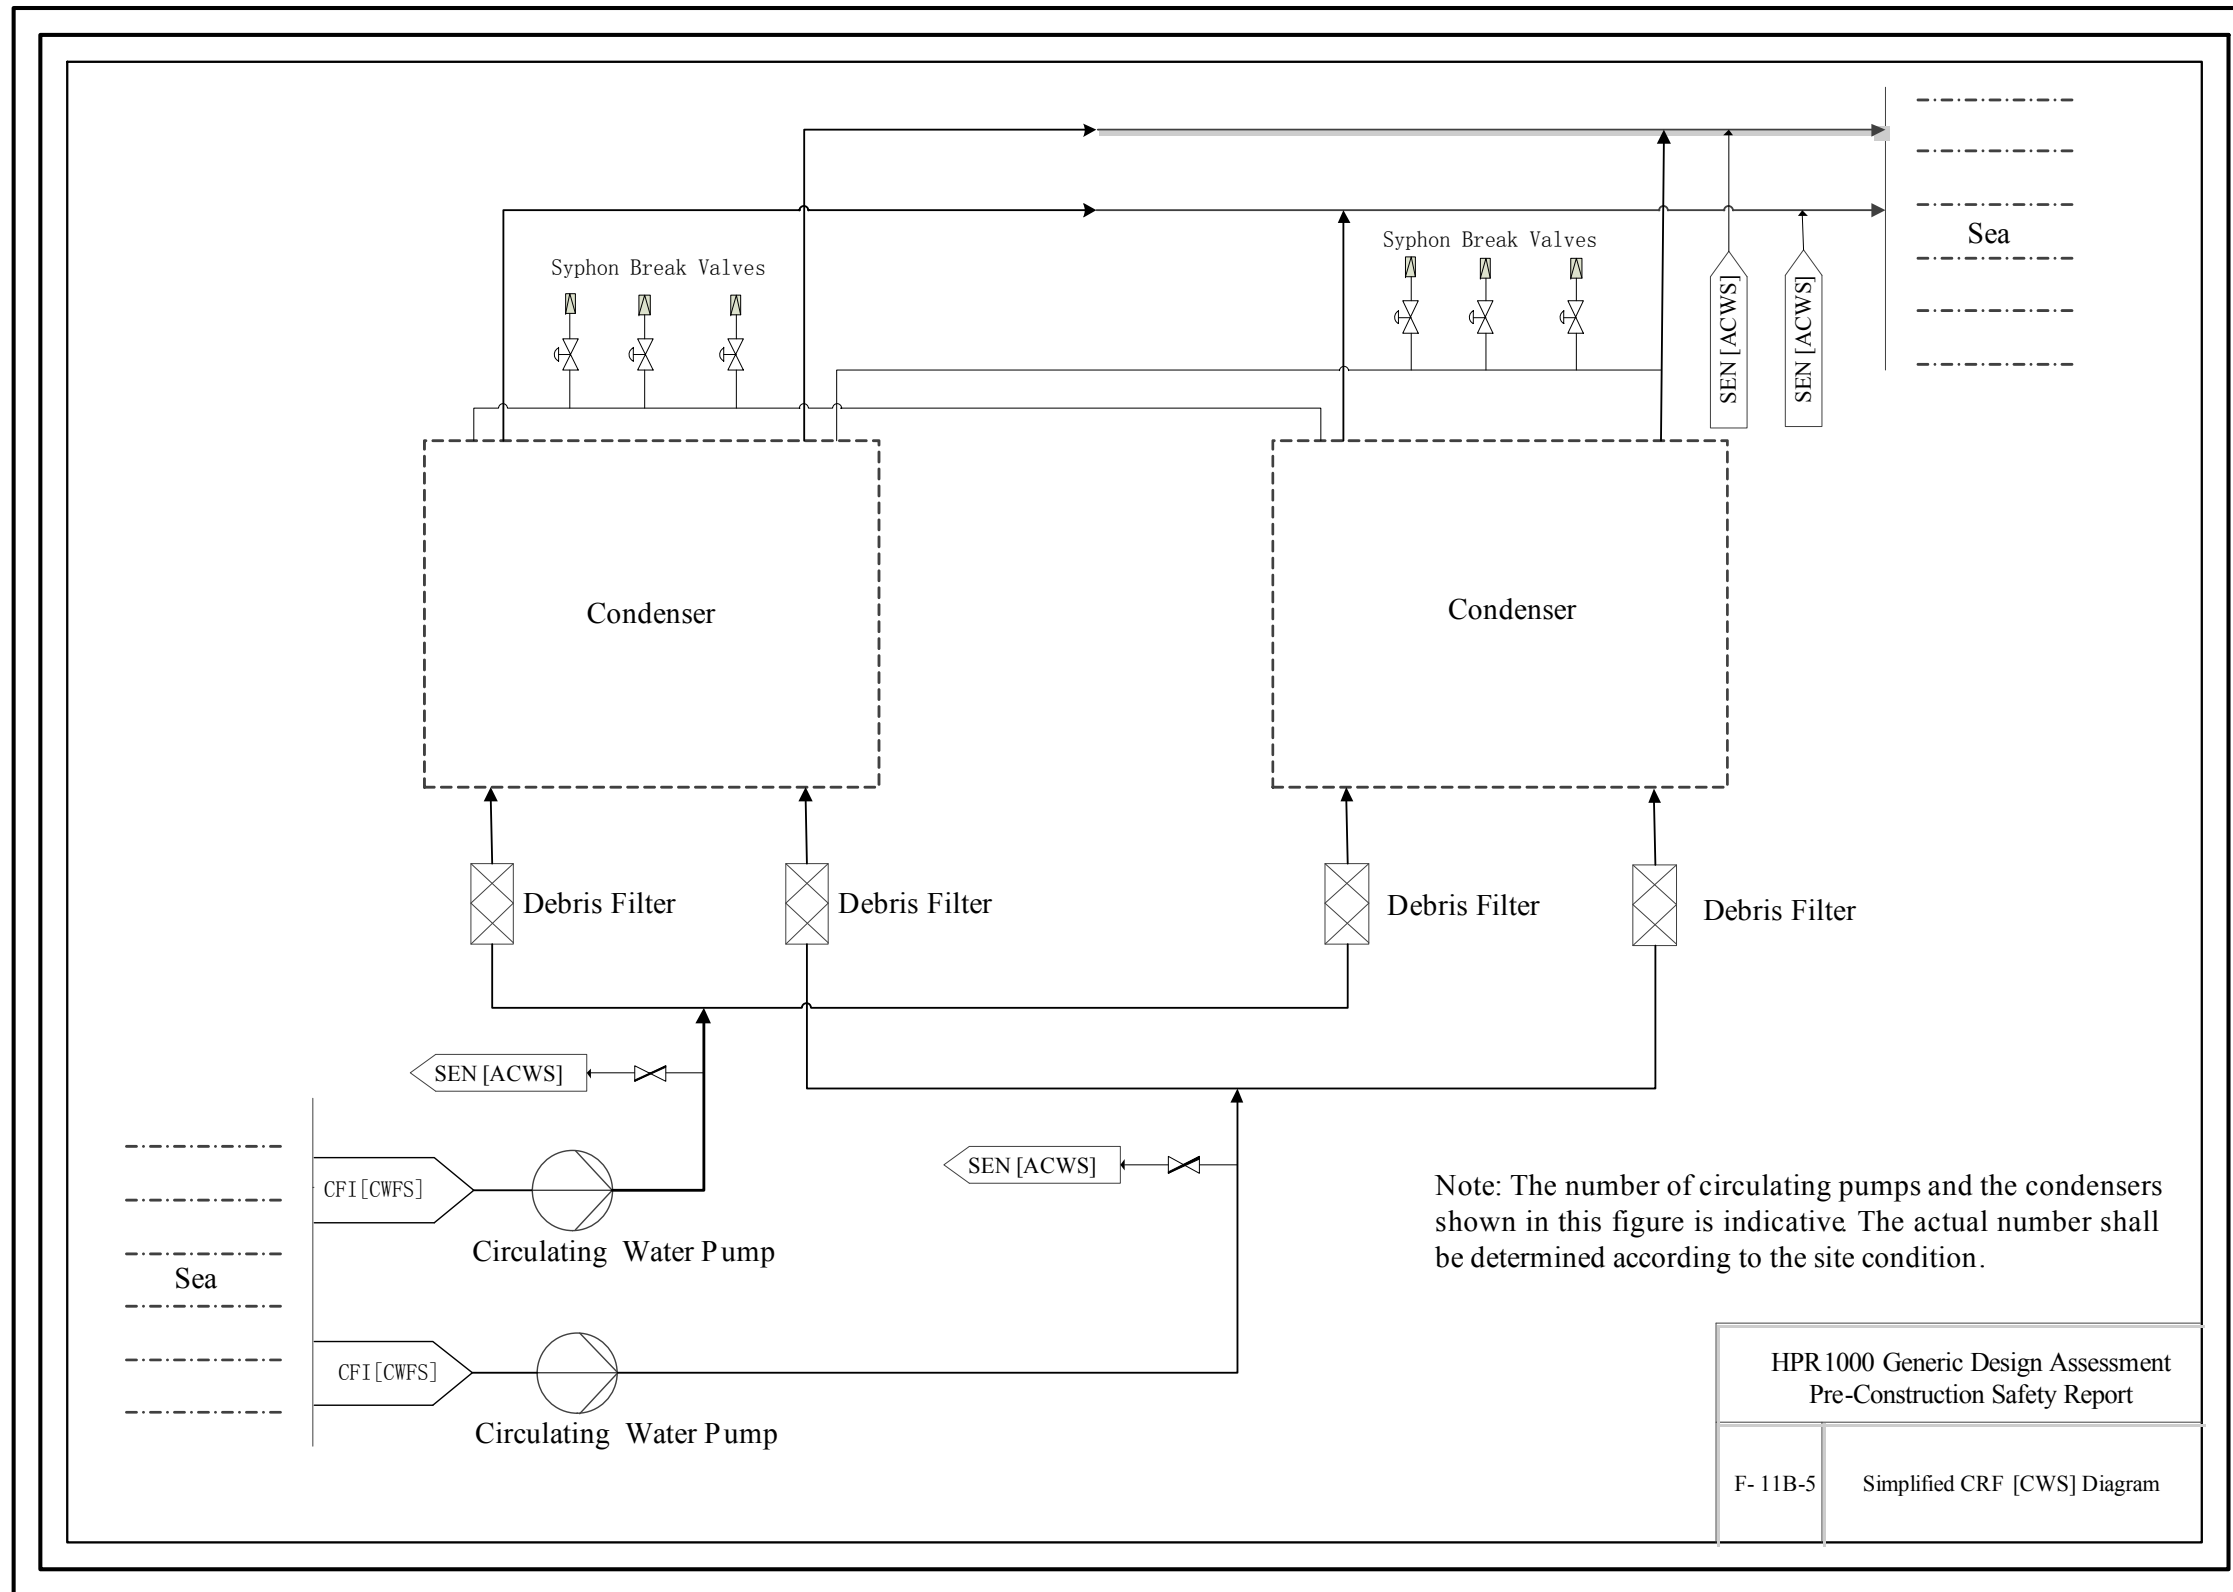 Sea
Syphon Break Valves
Syphon Break Valves
SEN [ACWS]
SEN [ACWS]
Condenser
Condenser
Debris Filter
Debris Filter
Debris Filter
Debris Filter
SEN [ACWS]
SEN [ACWS]
CFI[CWFS]
Circulating Water Pump
Sea
CFI[CWFS]
Circulating Water Pump
Note: The number of circulating pumps and the condensers
shown in this figure is indicative. The actual number shall
be determined according to the site condition.
HPR1000 Generic Design Assessment
Pre-Construction Safety Report
F- 11B-5
Simplified CRF [CWS] Diagram